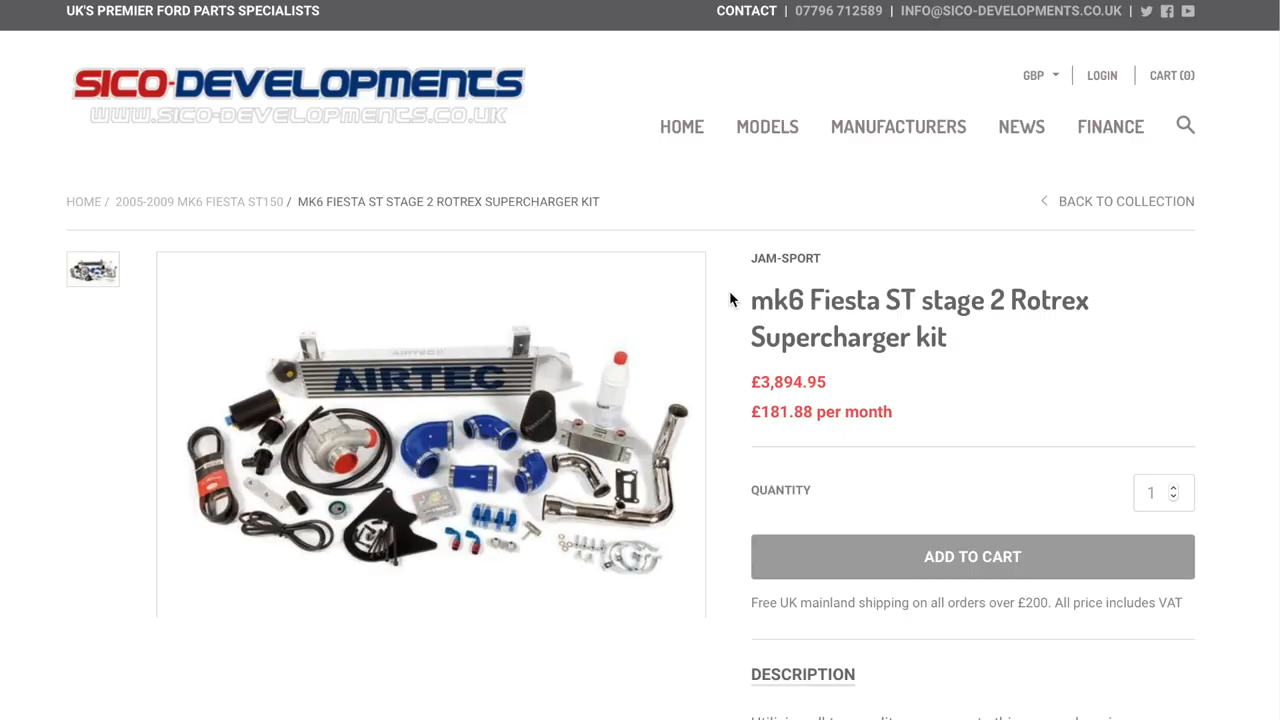 UK'S PREMIER FORD PARTS SPECIALISTS
CONTACT | 07796 712589 | INFO@SICO-DEVELOPMENTS.CO.UK |
SICO-DEVELOPMENTS
WWW.SICO-DEVELOPMENTS.CO.UK
GBP
LOGIN
CART (0)
HOME
MODELS
MANUFACTURERS
NEWS
FINANCE
HOME / 2005-2009 MK6 FIESTA ST150 / MK6 FIESTA ST STAGE 2 ROTREX SUPERCHARGER KIT
BACK TO COLLECTION
AIRTEC
AIRTEC
JAM-SPORT
mk6 Fiesta ST stage 2 Rotrex
Supercharger kit
£3,894.95
£181.88 per month
QUANTITY
1
ADD TO CART
Free UK mainland shipping on all orders over £200. All price includes VAT
DESCRIPTION